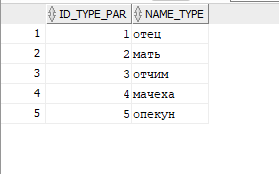 ID_TYPE_PAR NAME_TYPE
1 1 отец
2 2 мать
3 3 отчим
4 4 мачеха
5 5 опекун